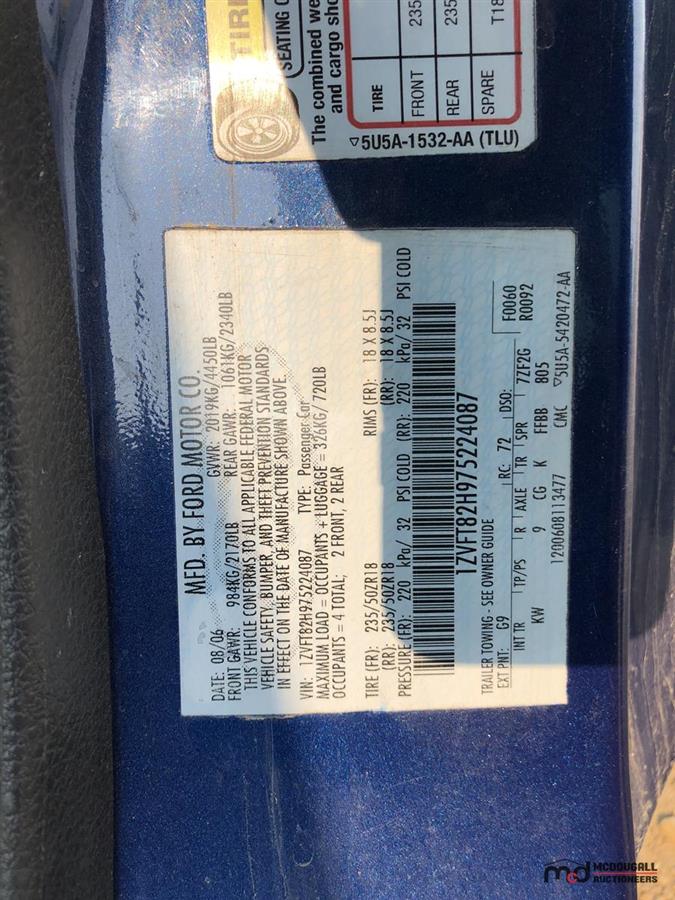 TIRE
SEATING
The combined we
and cargo sho
TIRE
FRONT 235
REAR 235
SPARE T18
5U5A-1532-AA (TLU)
MFD. BY FORD MOTOR CO.
DATE: 08/06 GVWR: 2019KG/4450LB
FRONT GAWR: 984KG/2170LB REAR GAWR: 1061KG/2340LB
THIS VEHICLE CONFORMS TO ALL APPLICABLE FEDERAL MOTOR
VEHICLE SAFETY, BUMPER, AND THEFT PREVENTION STANDARDS
IN EFFECT ON THE DATE OF MANUFACTURE SHOWN ABOVE.
VIN: 1ZVFT82H975224087 TYPE: Passenger Car
MAXIMUM LOAD = OCCUPANTS + LUGGAGE = 326KG/720LB
OCCUPANTS = 4 TOTAL; 2 FRONT, 2 REAR
TIRE (FR): 235/50ZR18 RIMS (FR): 18 X 8.5J
(RR): 235/50ZR18 (RR): 18 X 8.5J
PRESSURE (FR): 220 kPa/ 32 PSI COLD (RR): 220 kPa/ 32 PSI COLD
1ZVFT82H975224087
TRAILER TOWING - SEE OWNER GUIDE F0060
EXT PNT: G9 RC: 72 DSO: R0092
INT TR TP/PS R AXLE TR SPR 7ZF2G
KW 9 CG K FFBB 805
1200608113477 CMC 5U5A-5420472-AA
McD MCDOUGALL
AUCTIONEERS